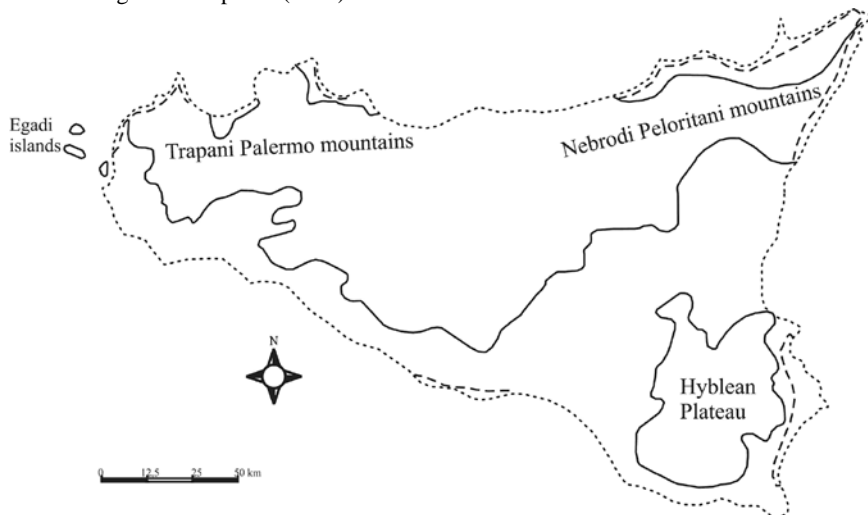 Egadi
islands
Trapani Palermo mountains
Nebrodi Peloritani mountains
N
Hyblean
Plateau
0 12.5 25 50 km